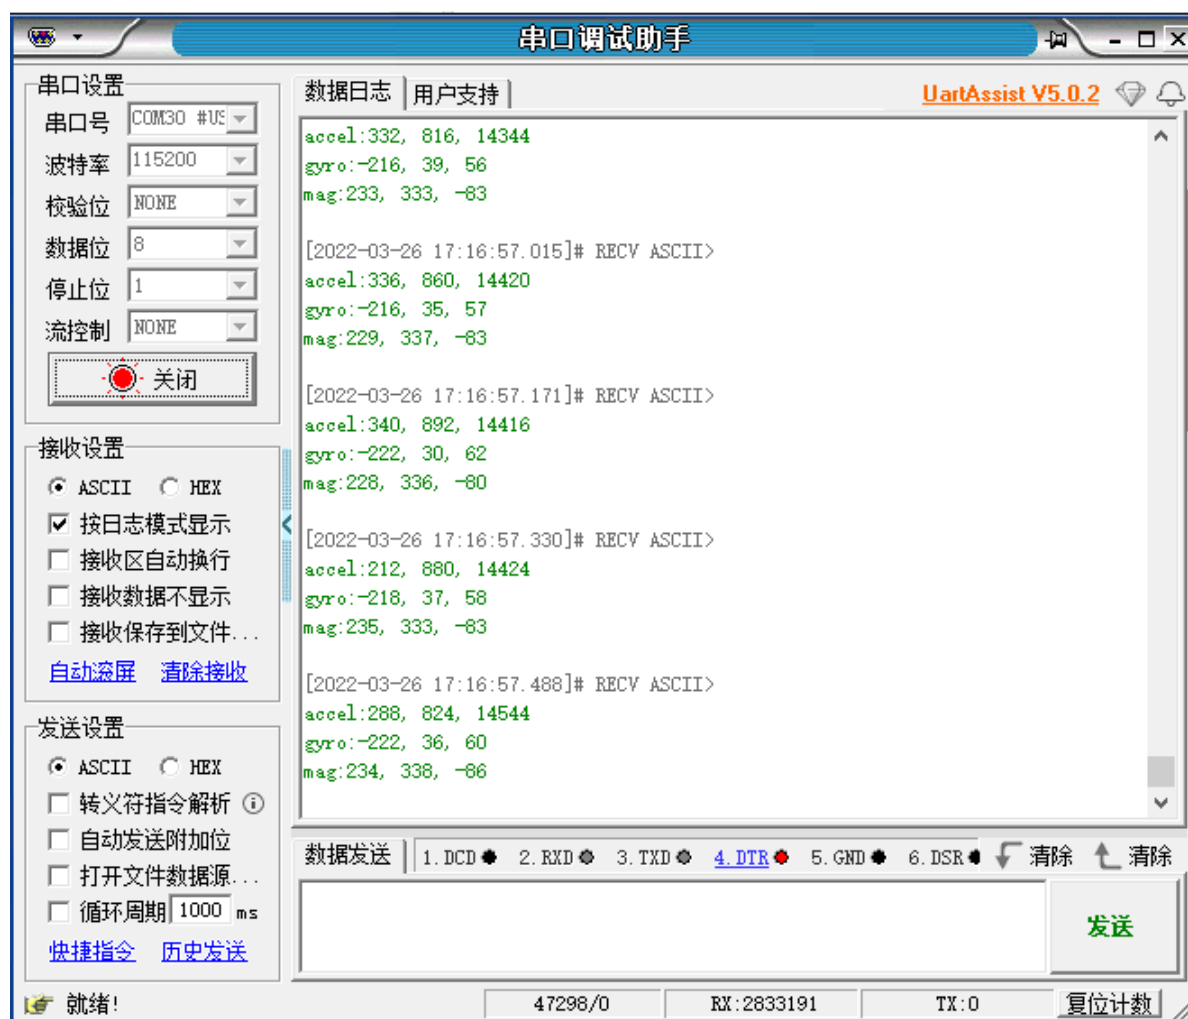 串口调试助手
串口设置
串口号 COM30 #US
波特率 115200
校验位 NONE
数据位 8
停止位 1
流控制 NONE
关闭
接收设置
ASCII HEX
按日志模式显示
接收区自动换行
接收数据不显示
接收保存到文件...
自动滚屏 清除接收
发送设置
ASCII HEX
转义符指令解析
自动发送附加位
打开文件数据源...
循环周期 1000 ms
快捷指令 历史发送
数据日志 用户支持 UartAssist V5.0.2
accel:332, 816, 14344
gyro:-216, 39, 56
mag:233, 333, -83
[2022-03-26 17:16:57.015]# RECV ASCII>
accel:336, 860, 14420
gyro:-216, 35, 57
mag:229, 337, -83
[2022-03-26 17:16:57.171]# RECV ASCII>
accel:340, 892, 14416
gyro:-222, 30, 62
mag:228, 336, -80
[2022-03-26 17:16:57.330]# RECV ASCII>
accel:212, 880, 14424
gyro:-218, 37, 58
mag:235, 333, -83
[2022-03-26 17:16:57.488]# RECV ASCII>
accel:288, 824, 14544
gyro:-222, 36, 60
mag:234, 338, -86
数据发送 1.DCD 2.RXD 3.TXD 4.DTR 5.GND 6.DSR 清除 清除
发送
就绪! 47298/0 RX:2833191 TX:0 复位计数